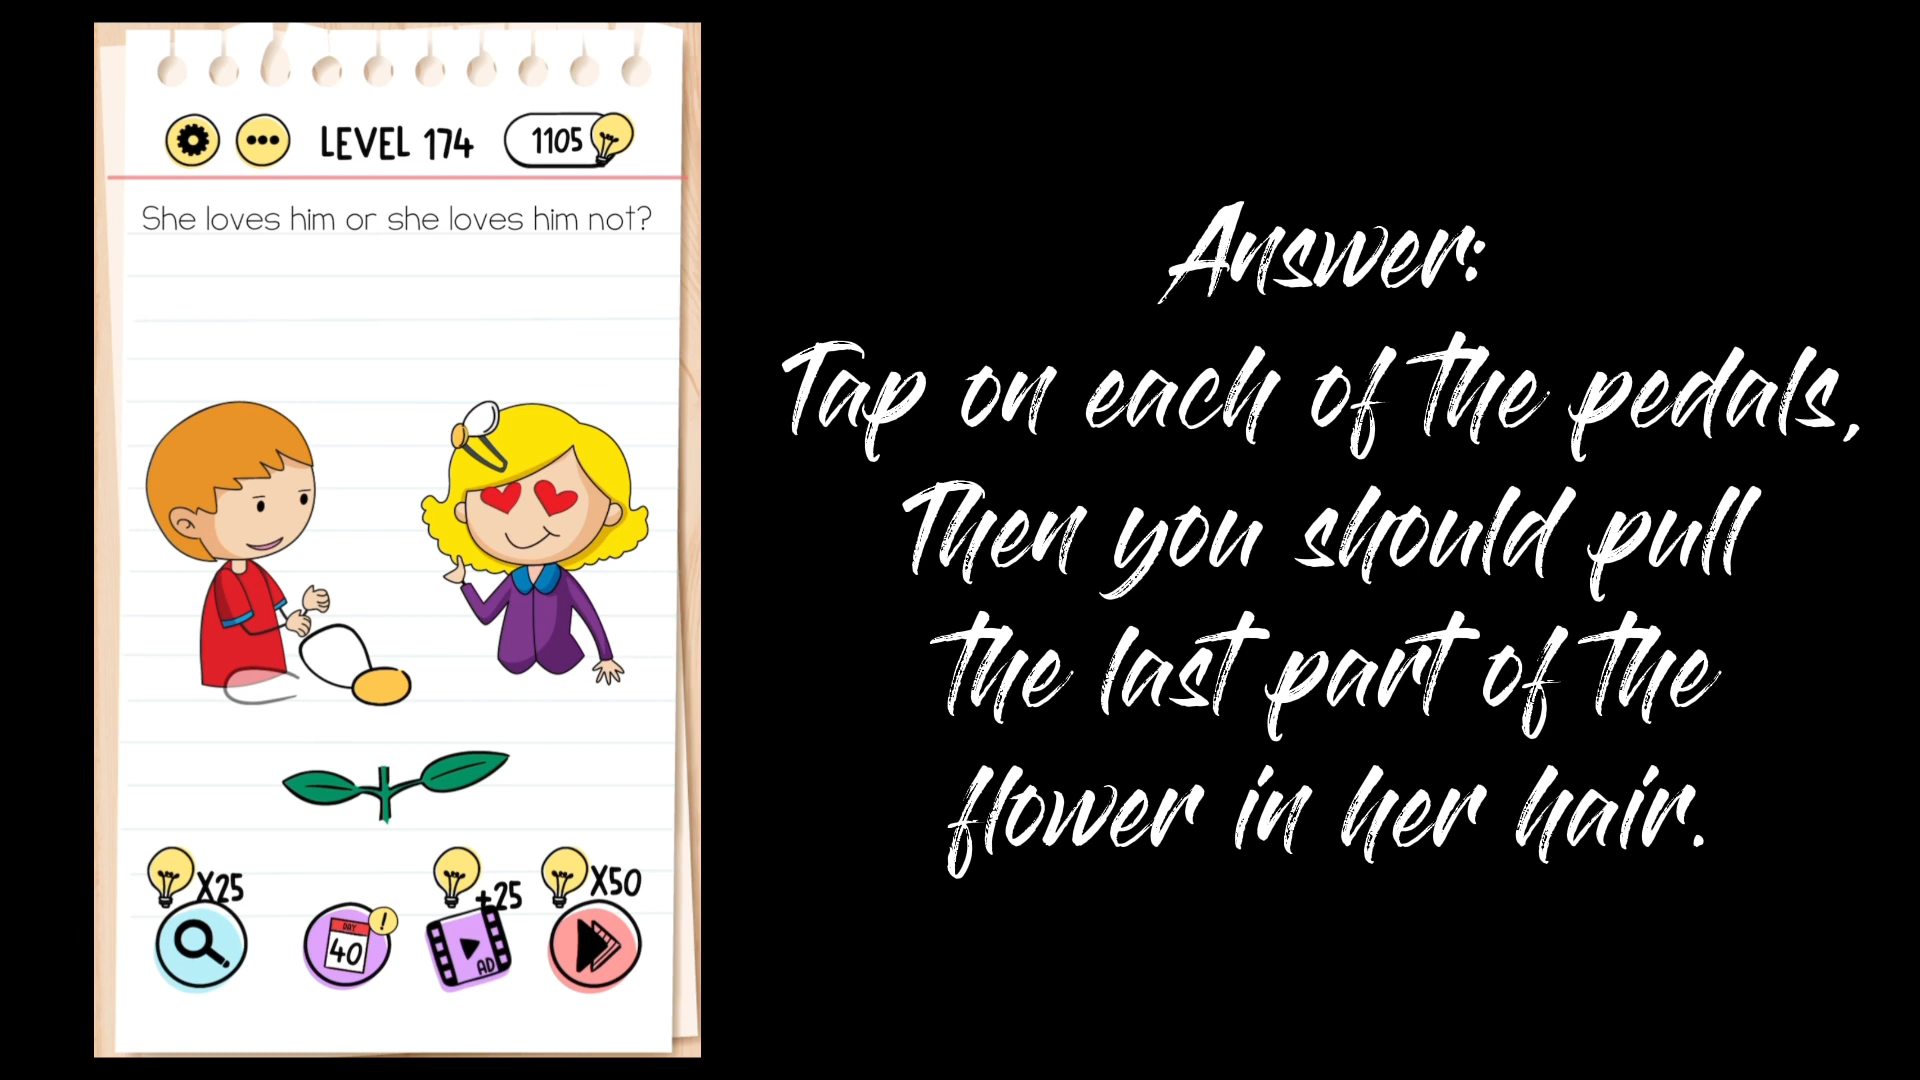 LEVEL 174
1105
She loves him or she loves him not?
X25
+25
X50
DAY
40
!
AD
Answer:
Tap on each of the pedals,
Then you should pull
the last part of the
flower in her hair.